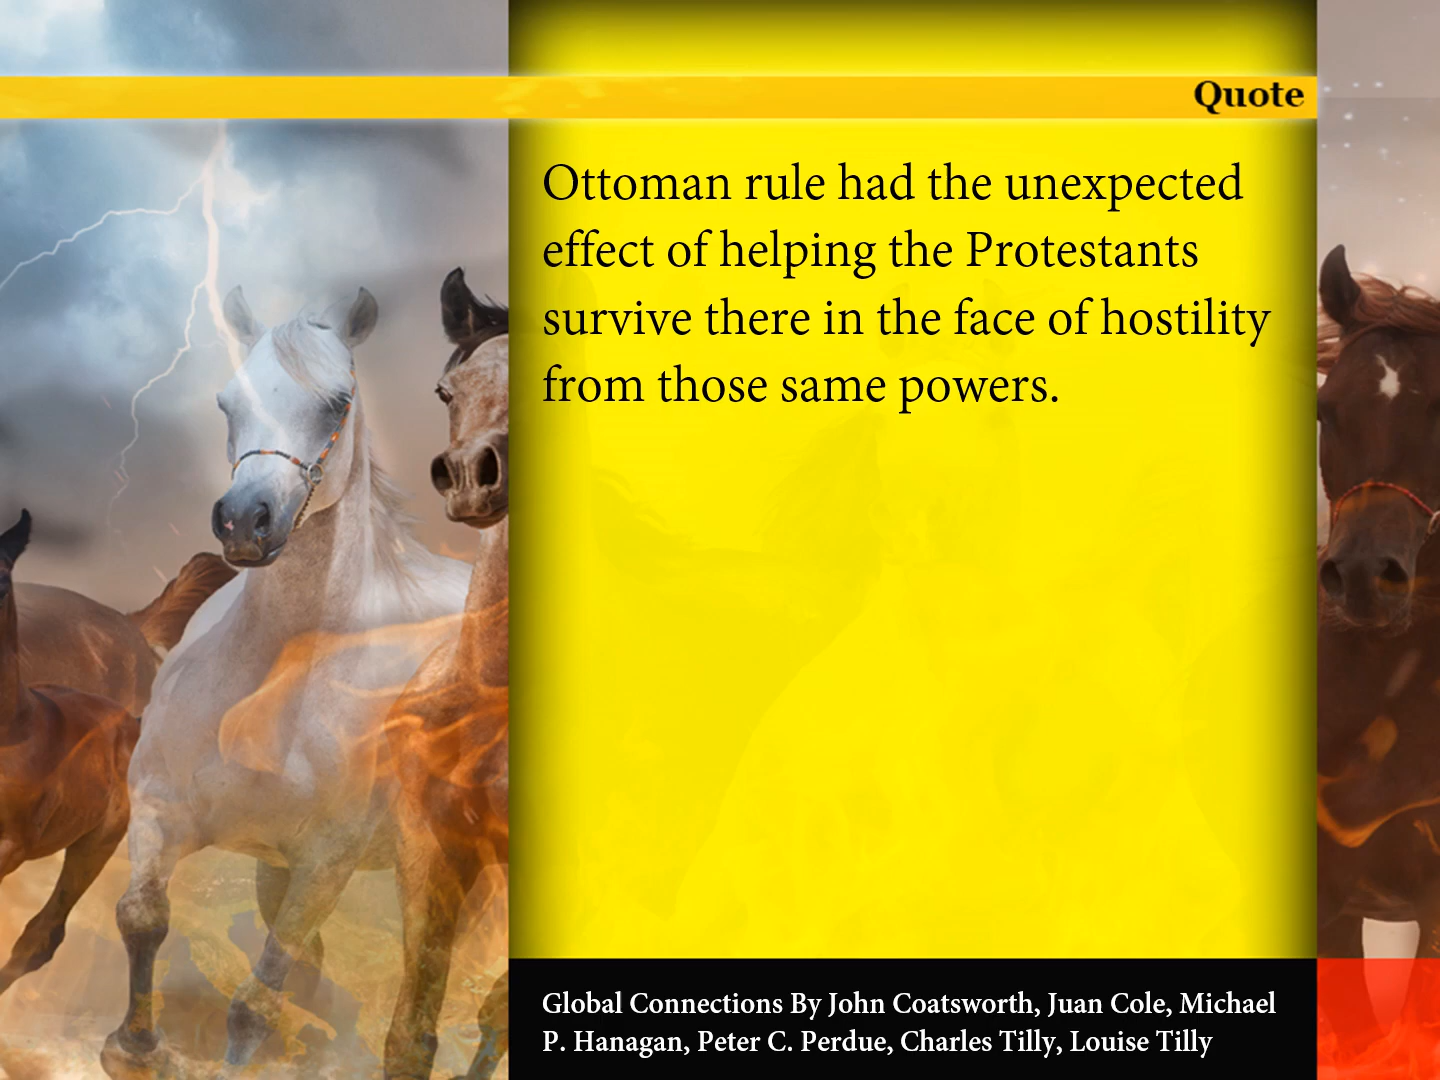 Quote
Ottoman rule had the unexpected
effect of helping the Protestants
survive there in the face of hostility
from those same powers.
Global Connections By John Coatsworth, Juan Cole, Michael
P. Hanagan, Peter C. Perdue, Charles Tilly, Louise Tilly